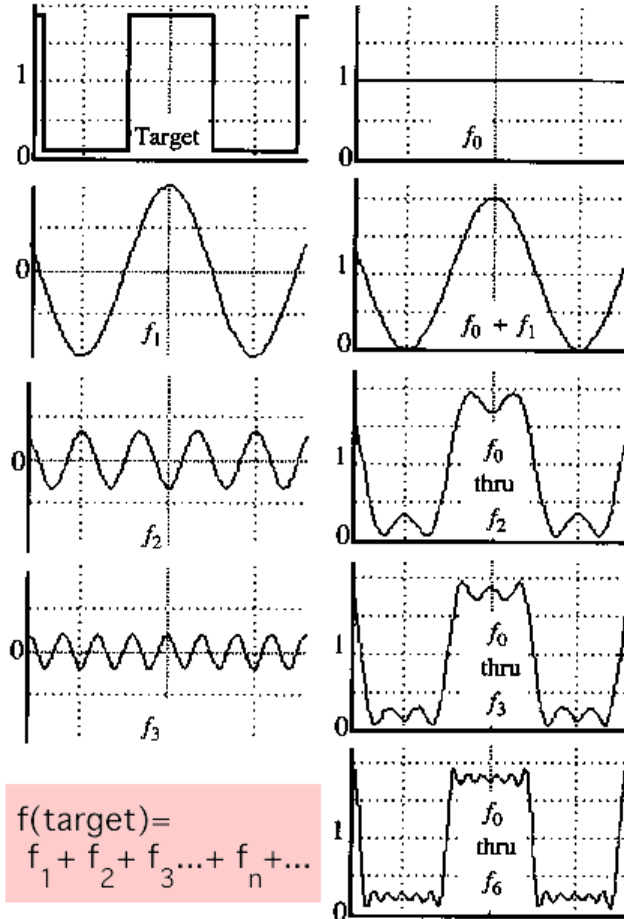 1
0
Target
1
0
f0
0
f1
1
0
f0 + f1
0
f2
1
0
f0
thru
f2
0
f3
1
0
f0
thru
f3
f(target)=
f1 + f2 + f3...+ fn+...
1
0
f0
thru
f6